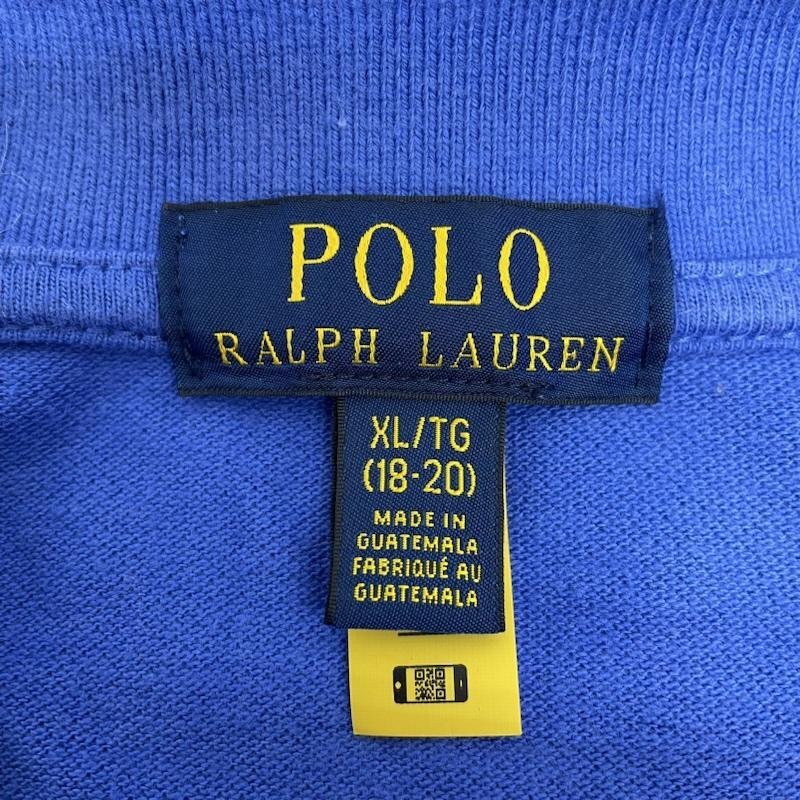 POLO
RALPH LAUREN
XL/TG
(18-20)
MADE IN
GUATEMALA
FABRIQUÉ AU
GUATEMALA